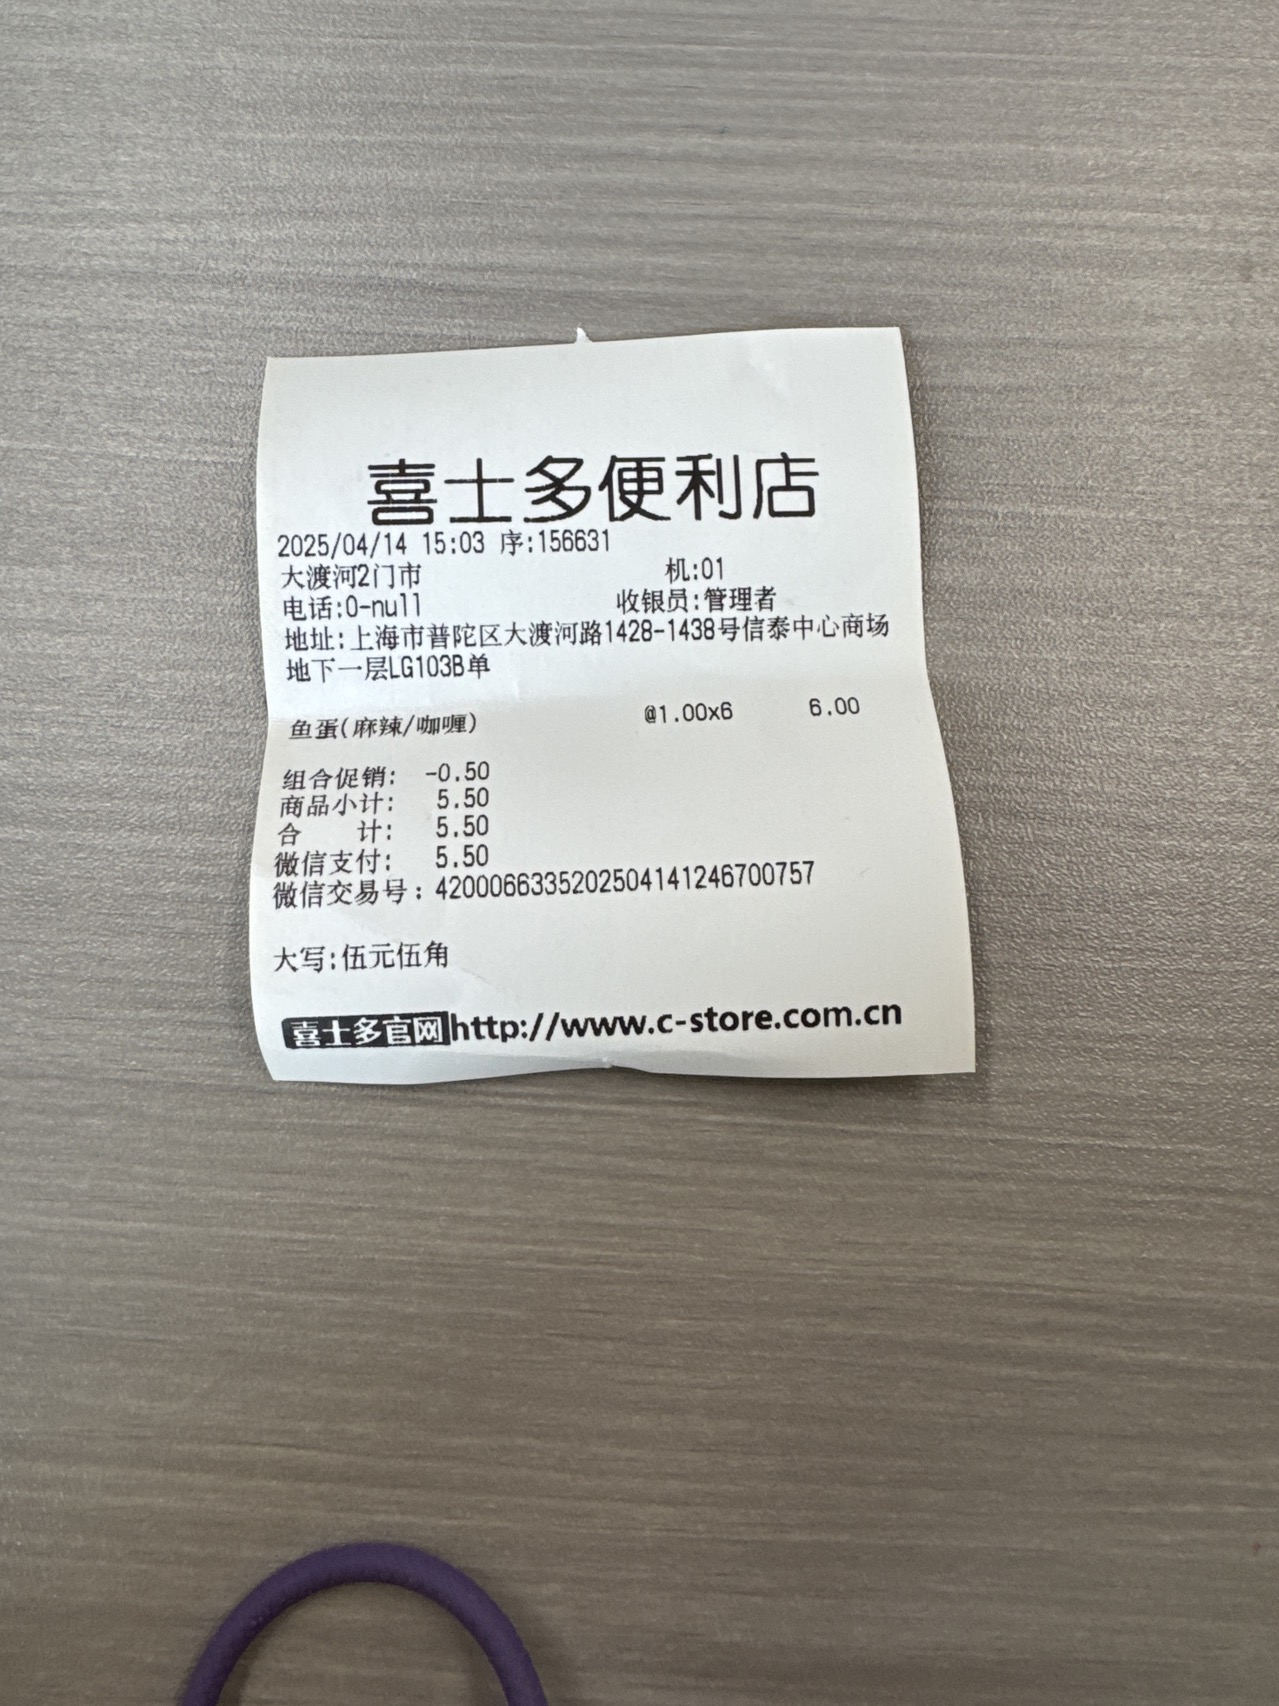 喜士多便利店
2025/04/14 15:03 序:156631
大渡河2门市 机:01
电话:0-null 收银员:管理者
地址:上海市普陀区大渡河路1428-1438号信泰中心商场
地下一层LG103B单
鱼蛋(麻辣/咖喱) @1.00x6 6.00
组合促销: -0.50
商品小计: 5.50
合 计: 5.50
微信支付: 5.50
微信交易号:4200066335202504141246700757
大写:伍元伍角
喜士多官网http://www.c-store.com.cn